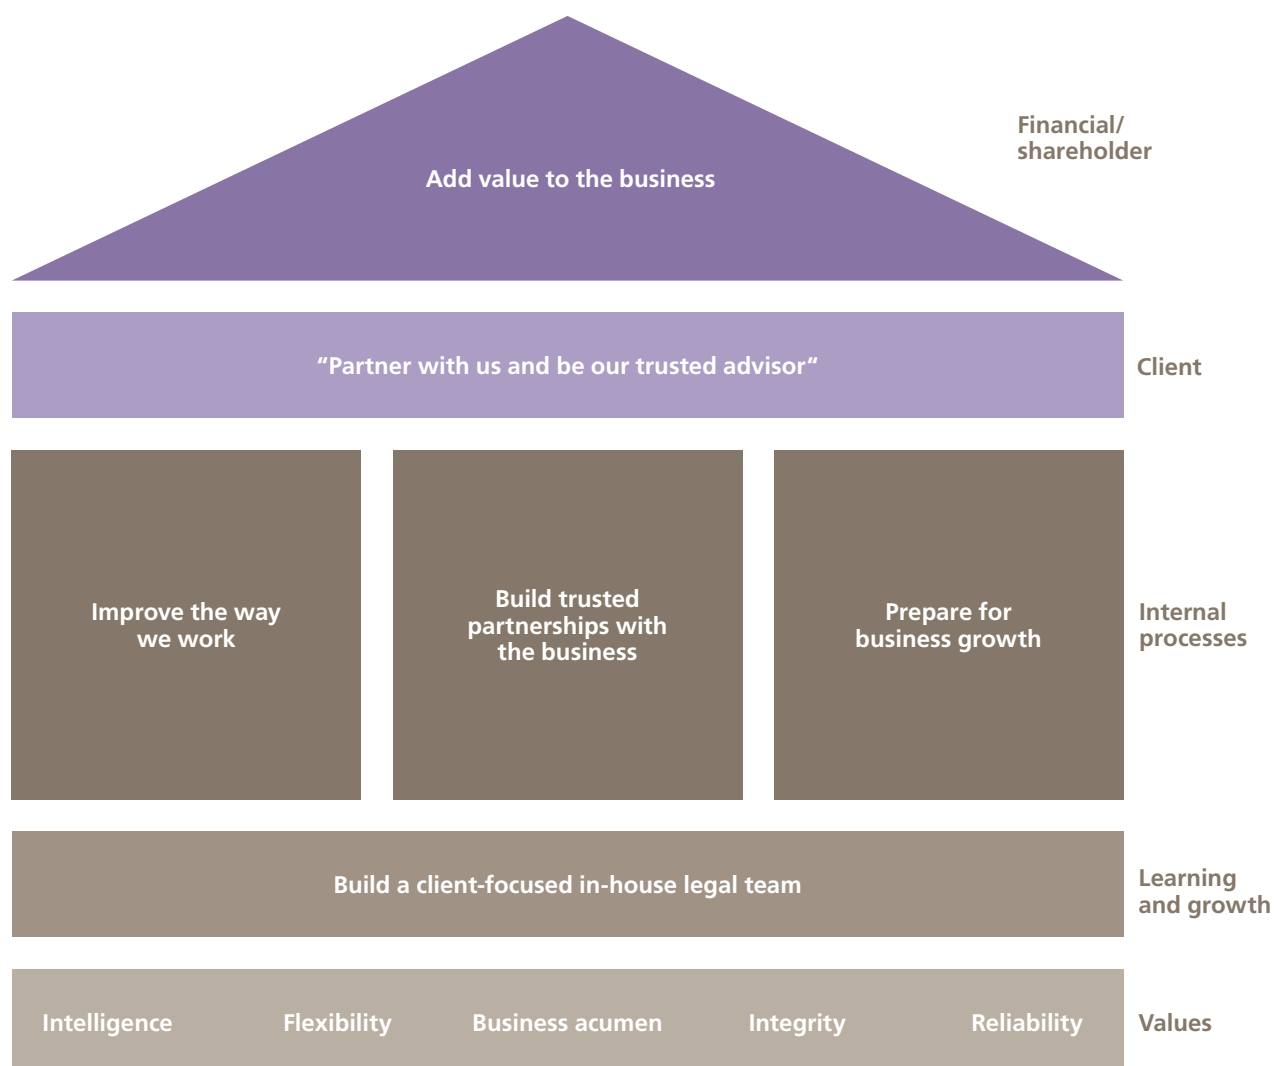 Financial/
shareholder
Add value to the business
“Partner with us and be our trusted advisor“
Client
Improve the way
we work
Build trusted
partnerships with
the business
Prepare for
business growth
Internal
processes
Build a client-focused in-house legal team
Learning
and growth
Intelligence Flexibility Business acumen Integrity Reliability
Values